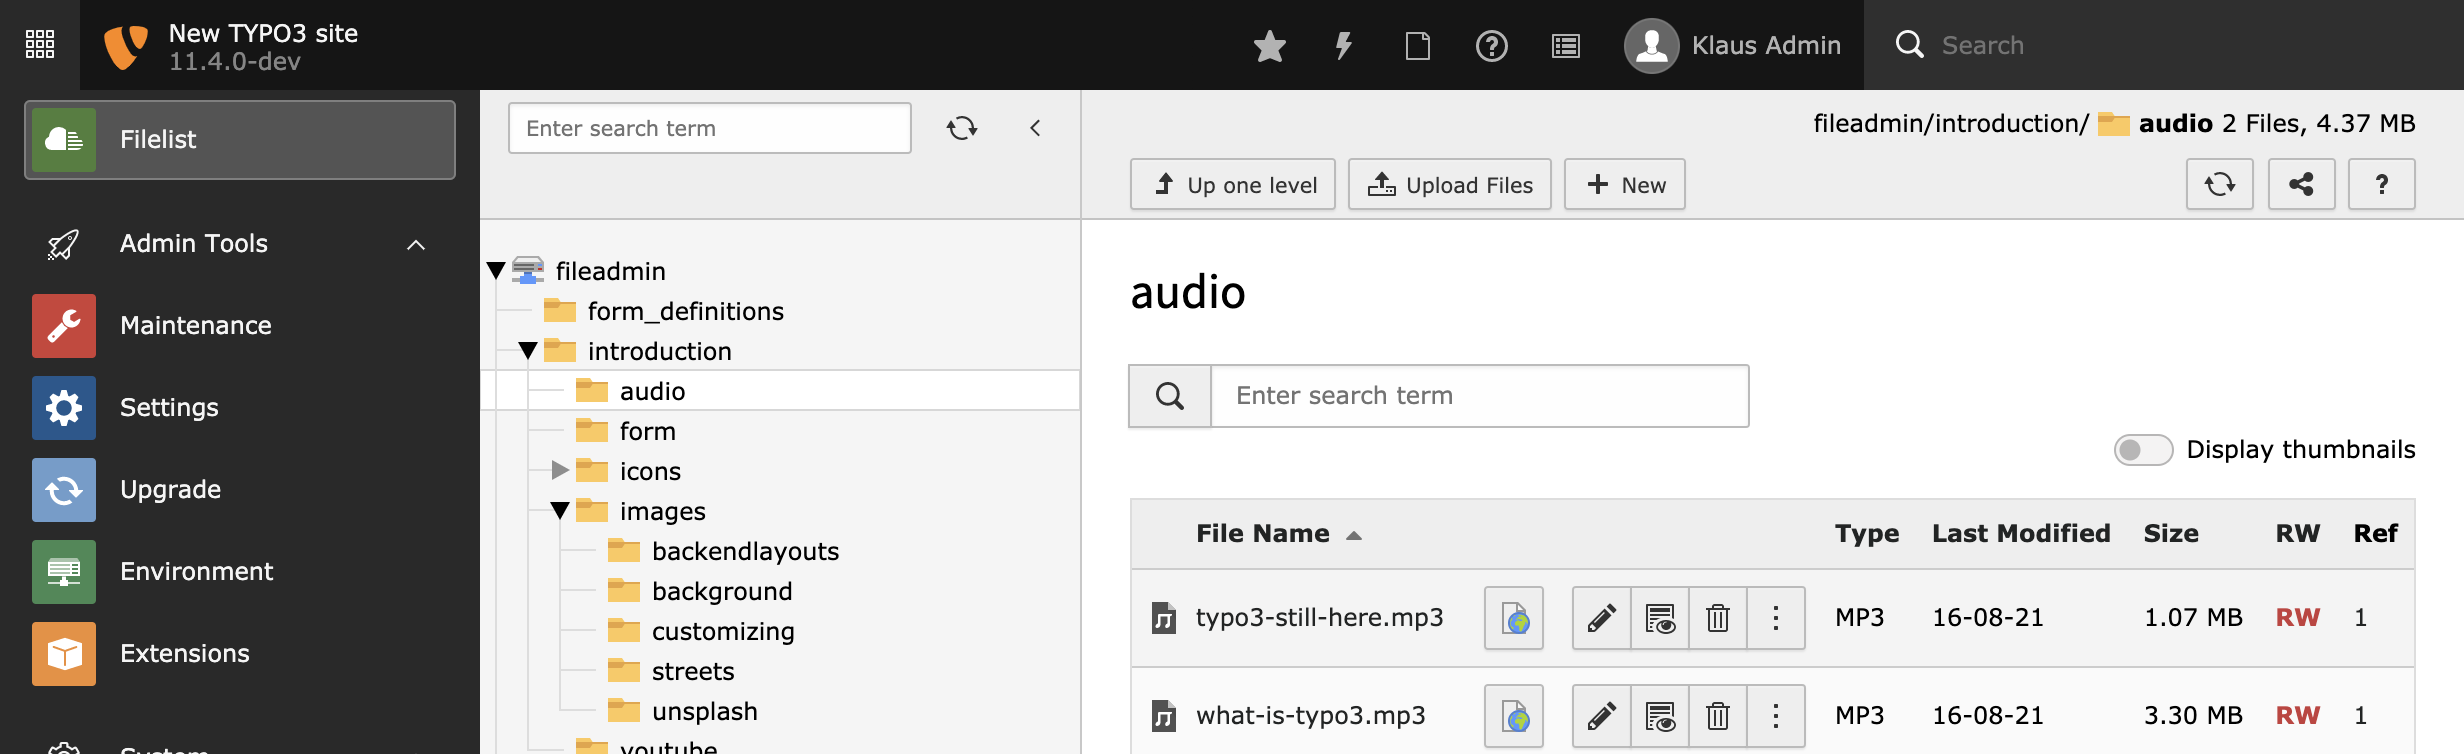 New TYPO3 site
11.4.0-dev
Klaus Admin
Search
Filelist
Admin Tools
Maintenance
Settings
Upgrade
Environment
Extensions
System
Enter search term
fileadmin
form_definitions
introduction
audio
form
icons
images
backendlayouts
background
customizing
streets
unsplash
youtube
fileadmin/introduction/ audio 2 Files, 4.37 MB
Up one level Upload Files New ?
audio
Enter search term
Display thumbnails
File Name Type Last Modified Size RW Ref
typo3-still-here.mp3 MP3 16-08-21 1.07 MB RW 1
what-is-typo3.mp3 MP3 16-08-21 3.30 MB RW 1